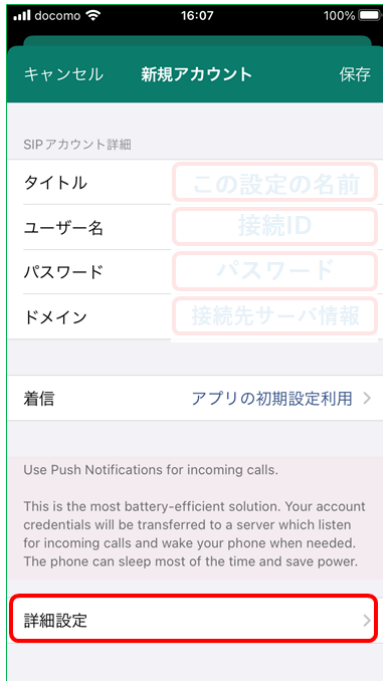 docomo 16:07 100%
キャンセル 新規アカウント 保存
SIPアカウント詳細
タイトル この設定の名前
ユーザー名 接続ID
パスワード パスワード
ドメイン 接続先サーバ情報
着信 アプリの初期設定利用
Use Push Notifications for incoming calls.
This is the most battery-efficient solution. Your account
credentials will be transferred to a server which listen
for incoming calls and wake your phone when needed.
The phone can sleep most of the time and save power.
詳細設定